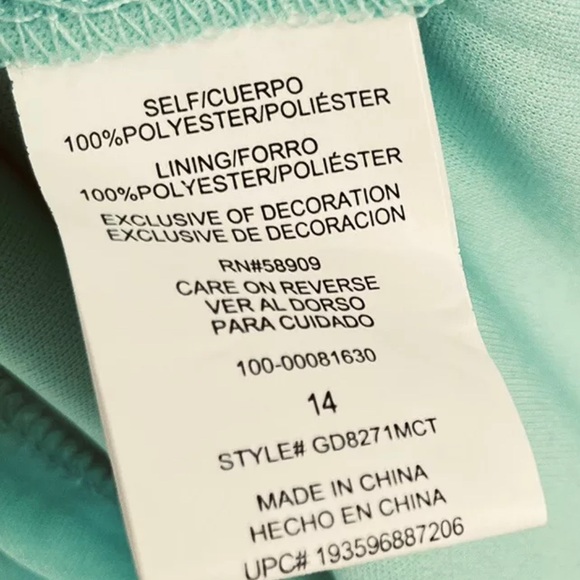 SELF/CUERPO
100%POLYESTER/POLIÉSTER
LINING/FORRO
100%POLYESTER/POLIÉSTER
EXCLUSIVE OF DECORATION
EXCLUSIVE DE DECORACION
RN#58909
CARE ON REVERSE
VER AL DORSO
PARA CUIDADO
100-00081630
14
STYLE# GD8271MCT
MADE IN CHINA
HECHO EN CHINA
UPC# 193596887206